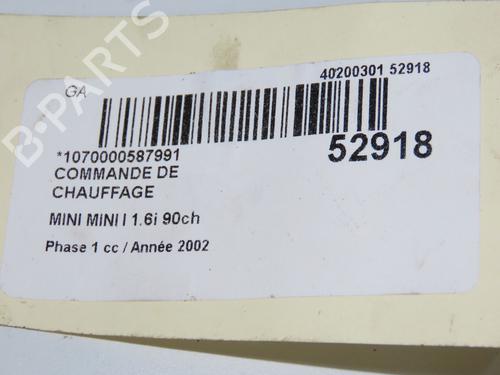 B-PARTS
40200301 52918
GA
*1070000587991
52918
COMMANDE DE
CHAUFFAGE
MINI MINI I 1.6i 90ch
Phase 1 cc / Année 2002